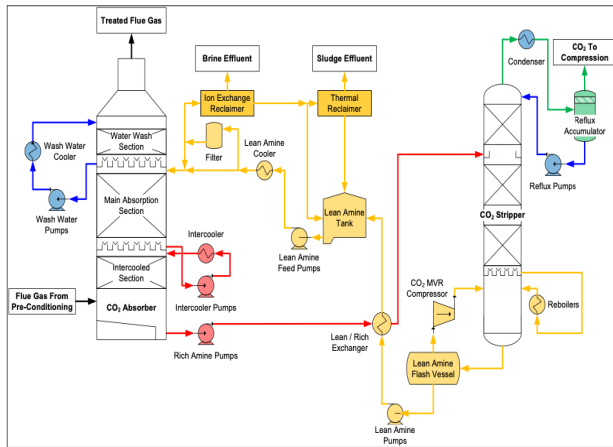 Treated Flue Gas
Brine Effluent
Sludge Effluent
Condenser
CO₂ To
Compression
Ion Exchange
Reclaimer
Thermal
Reclaimer
Reflux
Accumulator
Water Wash
Section
Wash Water
Cooler
Filter
Lean Amine
Cooler
Reflux Pumps
Wash Water
Pumps
Main Absorption
Section
Lean Amine
Tank
CO₂ Stripper
Intercooler
Lean Amine
Feed Pumps
Intercooled
Section
Intercooler Pumps
CO₂ MVR
Compressor
Flue Gas From
Pre-Conditioning
CO₂ Absorber
Reboilers
Rich Amine Pumps
Lean / Rich
Exchanger
Lean Amine
Flash Vessel
Lean Amine
Pumps